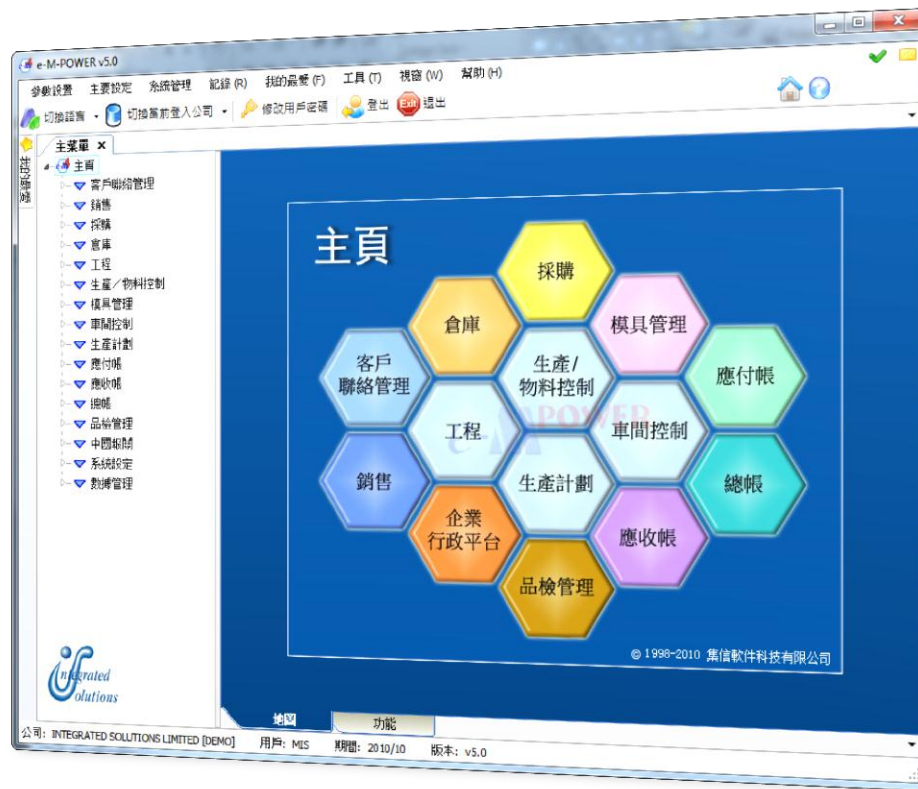 e-M-POWER v5.0
參數設置 主要設定 系統管理 記錄 (R) 我的最愛 (F) 工具 (T) 視窗 (W) 幫助 (H)
切換語言 切換當前登入公司 修改用戶密碼 登出 Exit 退出
我的最愛
主菜單
主頁
客戶聯絡管理
銷售
採購
倉庫
工程
生產／物料控制
模具管理
車間控制
生產計劃
應付帳
應收帳
總帳
品檢管理
中國報關
系統設定
數據管理
主頁
採購
倉庫
模具管理
客戶
聯絡管理
生產/
物料控制
應付帳
工程
車間控制
e-MPOWER
銷售
生產計劃
總帳
企業
行政平台
應收帳
品檢管理
© 1998-2010 集信軟件科技有限公司
Integrated
Solutions
地圖 功能
公司: INTEGRATED SOLUTIONS LIMITED [DEMO] 用戶: MIS 期間: 2010/10 版本: v5.0